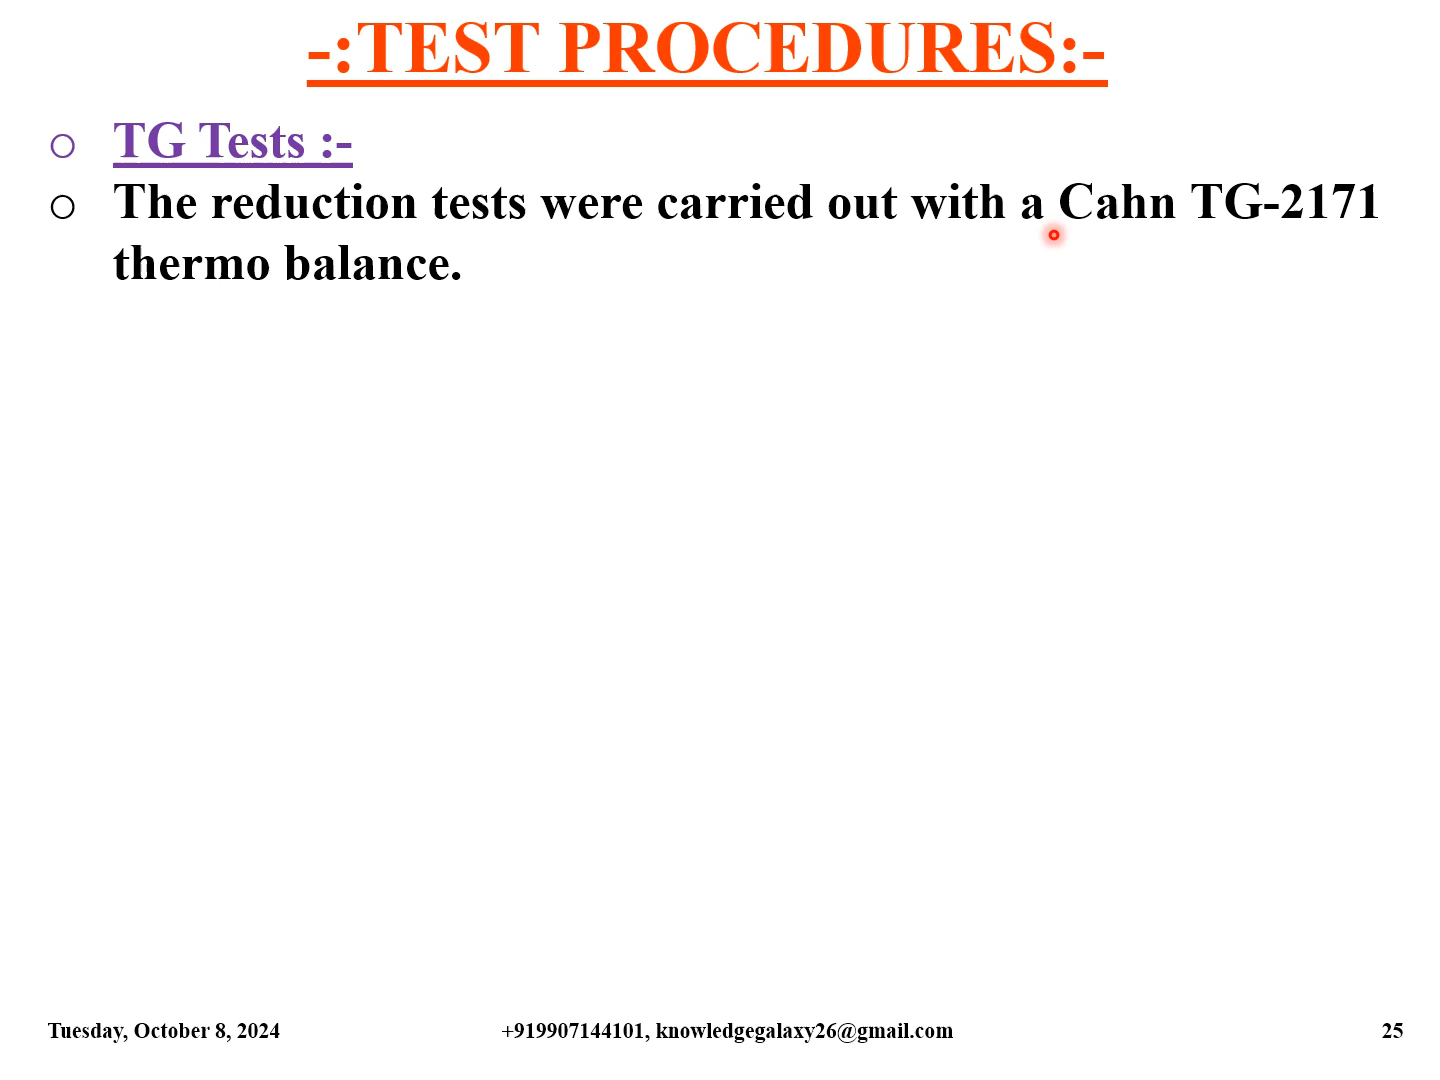 -:TEST PROCEDURES:-
TG Tests :-
The reduction tests were carried out with a Cahn TG-2171
thermo balance.
Tuesday, October 8, 2024
+919907144101, knowledgegalaxy26@gmail.com
25